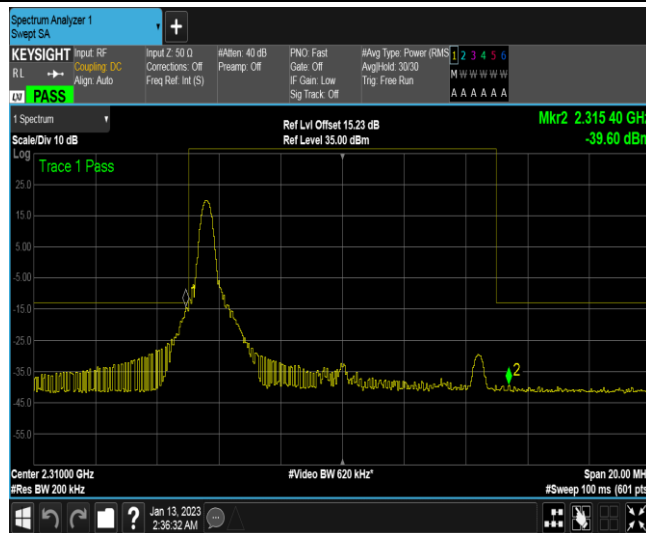 Spectrum Analyzer 1
Swept SA
+
KEYSIGHT
RL
LXI PASS
Input: RF
Coupling: DC
Align: Auto
Input Z: 50 Ω
Corrections: Off
Freq Ref: Int (S)
#Atten: 40 dB
Preamp: Off
PNO: Fast
Gate: Off
IF Gain: Low
Sig Track: Off
#Avg Type: Power (RMS
Avg|Hold: 30/30
Trig: Free Run
1 2 3 4 5 6
M W W W W W
A A A A A A
1 Spectrum
Scale/Div 10 dB
Ref Lvl Offset 15.23 dB
Ref Level 35.00 dBm
Mkr2 2.315 40 GHz
-39.60 dBm
Log
Trace 1 Pass
25.0
15.0
5.00
-5.00
-15.0
-25.0
-35.0
-45.0
-55.0
2
Center 2.31000 GHz
#Res BW 200 kHz
#Video BW 620 kHz*
Span 20.00 MH
#Sweep 100 ms (601 pts
?
Jan 13, 2023
2:36:32 AM